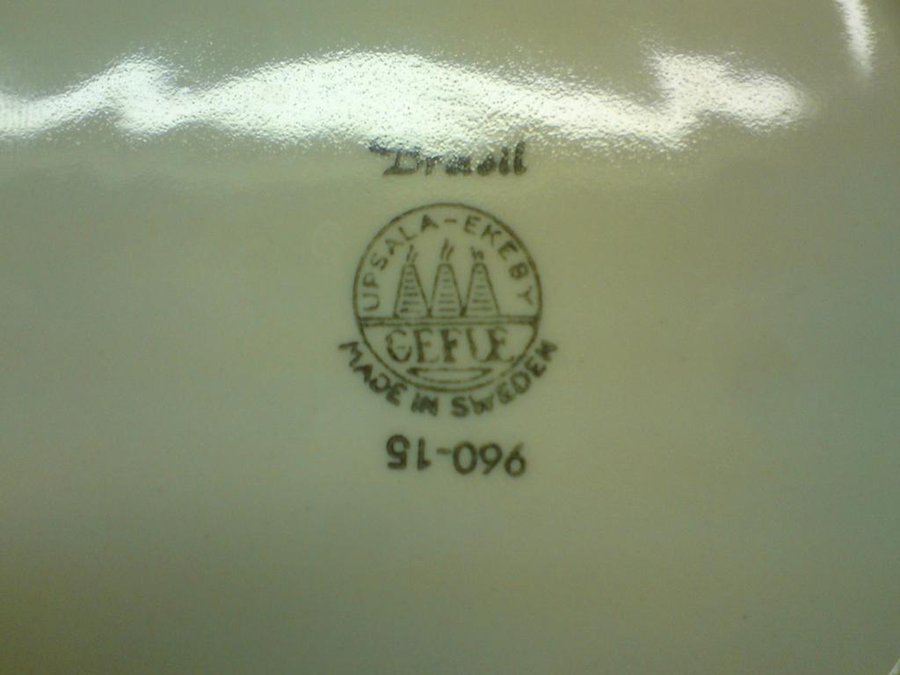 Brasil
UPSALA-EKEBY
GEFLE
MADE IN SWEDEN
960-15